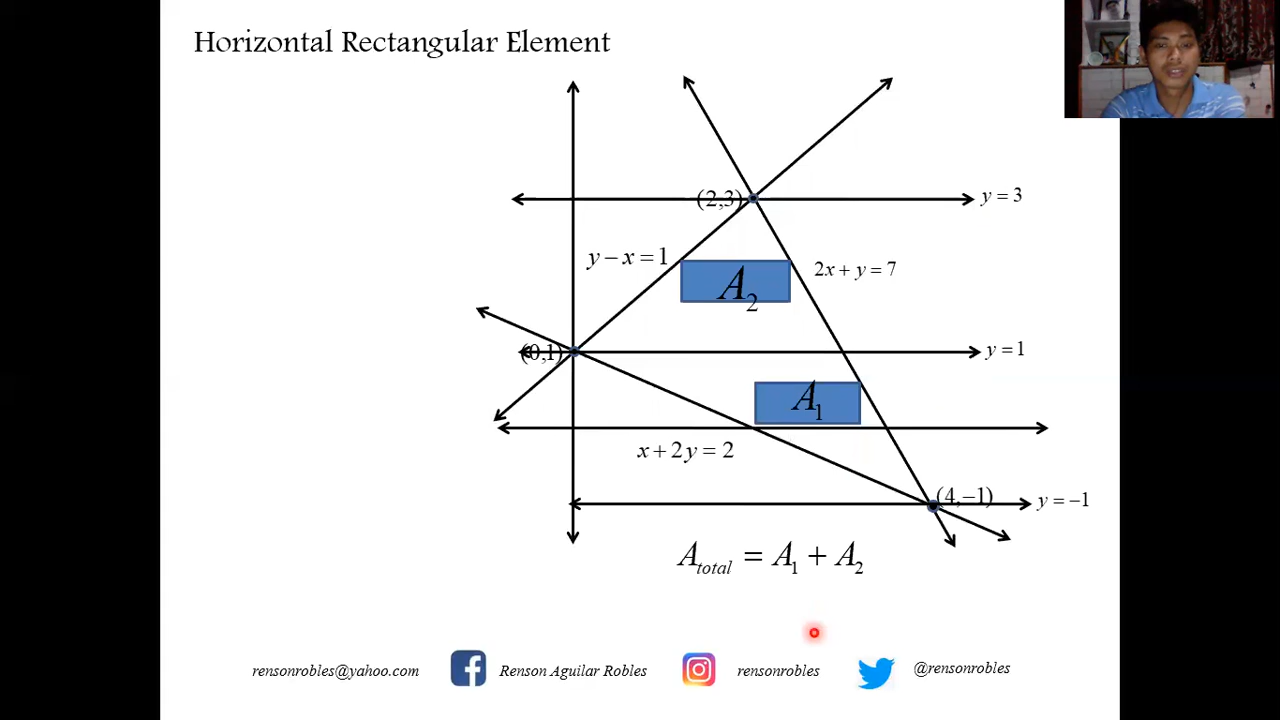 Horizontal Rectangular Element
(2,3)
y = 3
y − x = 1
2x + y = 7
A2
(0,1)
y = 1
A1
x + 2y = 2
(4,−1)
y = −1
Atotal = A1 + A2
rensonrobles@yahoo.com
Renson Aguilar Robles
rensonrobles
@rensonrobles